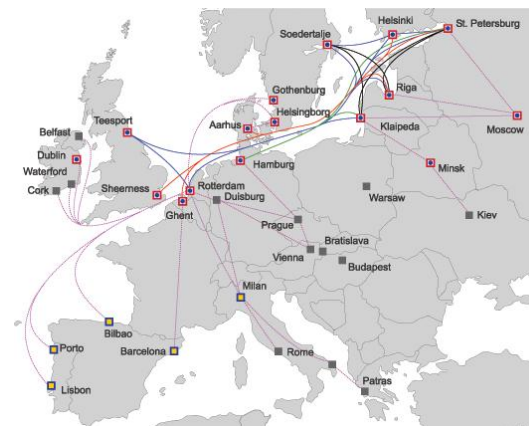 Helsinki
St. Petersburg
Soedertalje
Gothenburg
Riga
Helsingborg
Teesport
Aarhus
Klaipeda
Moscow
Belfast
Dublin
Hamburg
Minsk
Waterford
Cork
Sheerness
Rotterdam
Duisburg
Warsaw
Ghent
Kiev
Prague
Bratislava
Vienna
Budapest
Milan
Bilbao
Porto
Barcelona
Rome
Lisbon
Patras